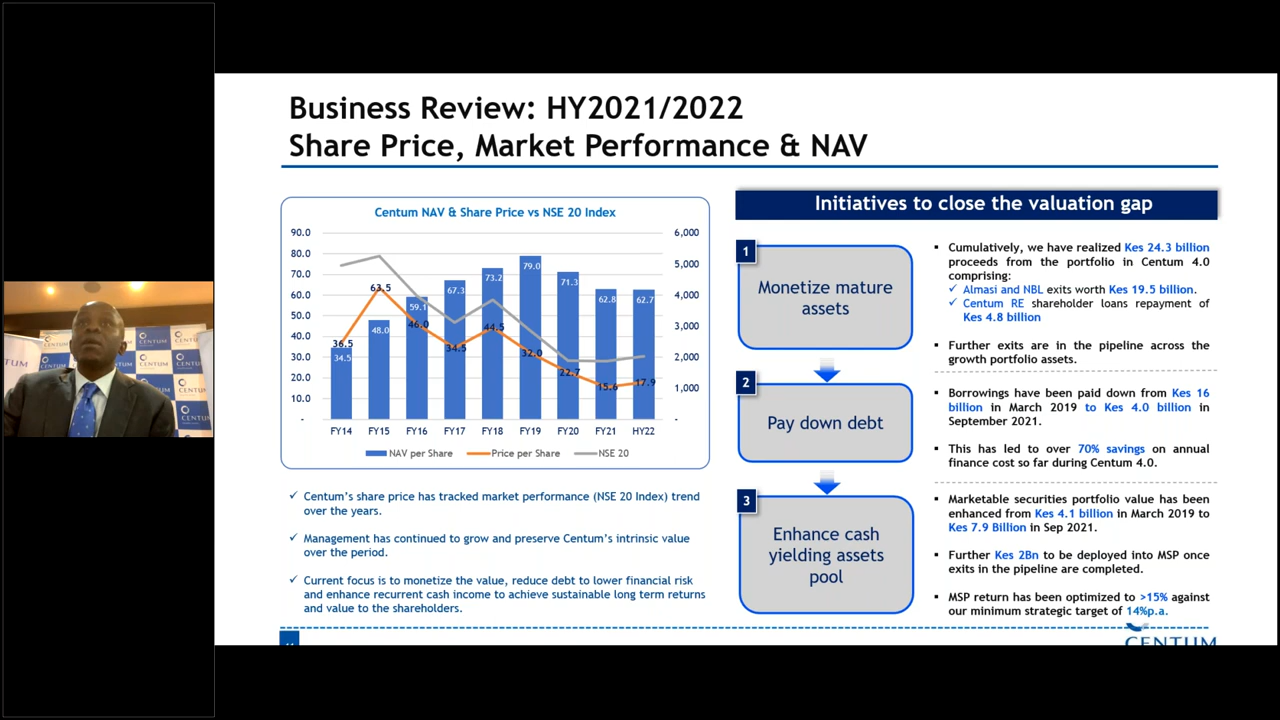 Business Review: HY2021/2022
Share Price, Market Performance & NAV
Centum NAV & Share Price vs NSE 20 Index
90.0
80.0
70.0
60.0
50.0
40.0
30.0
20.0
10.0
-
6,000
5,000
4,000
3,000
2,000
1,000
-
36.5
34.5
63.5
48.0
59.1
46.0
67.3
34.5
73.2
44.5
79.0
32.0
71.3
22.7
62.8
15.6
62.7
17.9
FY14 FY15 FY16 FY17 FY18 FY19 FY20 FY21 HY22
NAV per Share Price per Share NSE 20
✓ Centum's share price has tracked market performance (NSE 20 Index) trend
over the years.
✓ Management has continued to grow and preserve Centum's intrinsic value
over the period.
✓ Current focus is to monetize the value, reduce debt to lower financial risk
and enhance recurrent cash income to achieve sustainable long term returns
and value to the shareholders.
Initiatives to close the valuation gap
1
Monetize mature
assets
▪ Cumulatively, we have realized Kes 24.3 billion
proceeds from the portfolio in Centum 4.0
comprising:
✓ Almasi and NBL exits worth Kes 19.5 billion.
✓ Centum RE shareholder loans repayment of
Kes 4.8 billion
▪ Further exits are in the pipeline across the
growth portfolio assets.
2
Pay down debt
▪ Borrowings have been paid down from Kes 16
billion in March 2019 to Kes 4.0 billion in
September 2021.
▪ This has led to over 70% savings on annual
finance cost so far during Centum 4.0.
3
Enhance cash
yielding assets
pool
▪ Marketable securities portfolio value has been
enhanced from Kes 4.1 billion in March 2019 to
Kes 7.9 Billion in Sep 2021.
▪ Further Kes 2Bn to be deployed into MSP once
exits in the pipeline are completed.
▪ MSP return has been optimized to >15% against
our minimum strategic target of 14%p.a.
CENTUM
CENTUM
CENTUM